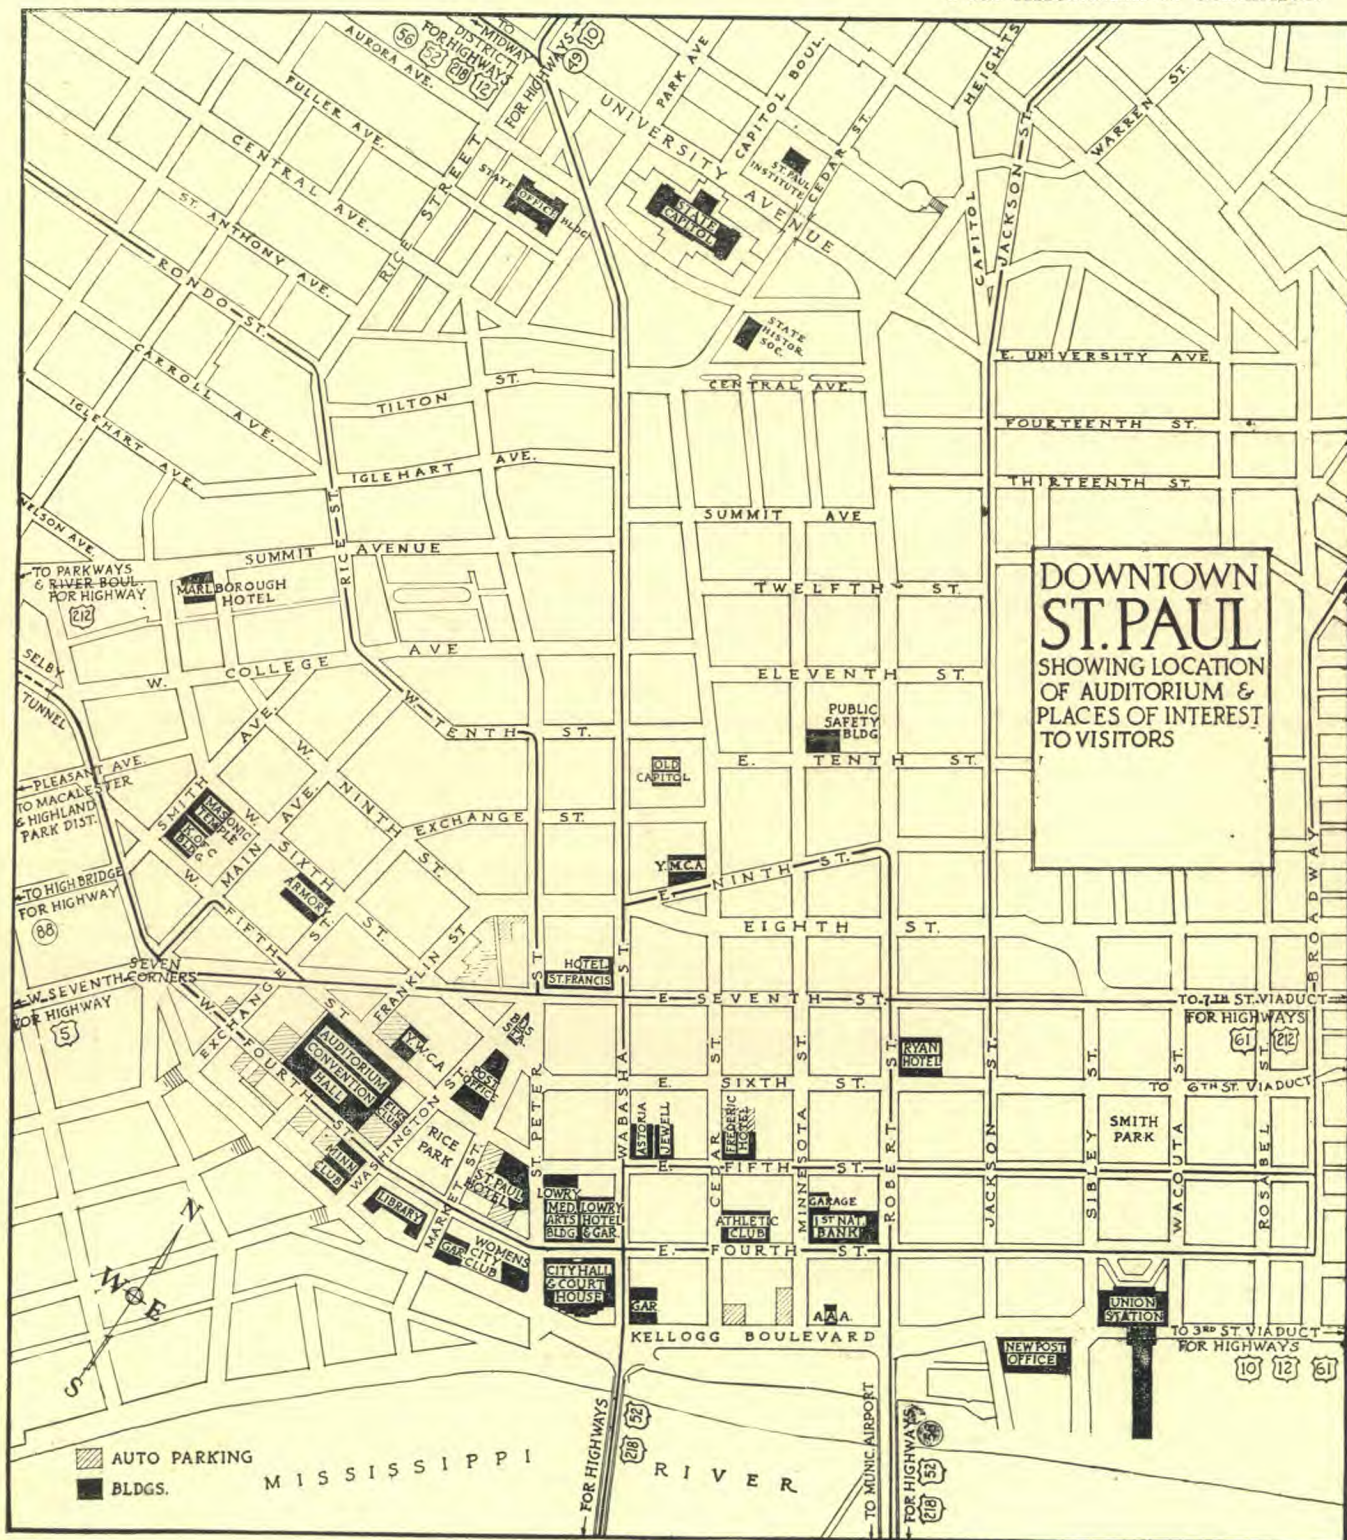 TO
MIDWAY
DISTRICT
FOR HIGHWAYS
56
52
218
12
FOR HIGHWAYS
10
49
AURORA AVE.
FULLER AVE.
CENTRAL AVE.
ST. ANTHONY AVE.
RONDO ST.
CARROLL AVE.
IGLEHART AVE.
NELSON AVE.
RICE STREET
STATE OFFICE BLDG
UNIVERSITY AVENUE
PARK AVE
CAPITOL BOUL.
CEDAR ST.
ST. PAUL
INSTITUTE
STATE
CAPITOL
CAPITOL HEIGHTS
JACKSON ST.
WARREN ST.
STATE
HISTOR.
SOC.
E. UNIVERSITY AVE.
CENTRAL AVE.
TILTON ST.
FOURTEENTH ST.
IGLEHART AVE.
THIRTEENTH ST.
RICE ST.
SUMMIT AVE
SUMMIT AVENUE
TO PARKWAYS
& RIVER BOUL.
FOR HIGHWAY
212
MARLBOROUGH
HOTEL
TWELFTH ST.
DOWNTOWN
ST. PAUL
SHOWING LOCATION
OF AUDITORIUM &
PLACES OF INTEREST
TO VISITORS
SELBY
TUNNEL
W. COLLEGE AVE
ELEVENTH ST.
PUBLIC
SAFETY
BLDG
W. TENTH ST.
E. TENTH ST.
OLD
CAPITOL
PLEASANT AVE.
TO MACALESTER
& HIGHLAND
PARK DIST.
SMITH AVE.
MASONIC
TEMPLE
K OF C
BLDG
MAIN AVE.
W. NINTH ST.
W. SIXTH ST.
EXCHANGE ST.
ARMORY
Y.M.C.A.
E. NINTH ST.
TO HIGH BRIDGE
FOR HIGHWAY
88
W. FIFTH ST
FRANKLIN ST
EIGHTH ST.
BROADWAY
HOTEL
ST. FRANCIS
SEVEN
CORNERS
W. SEVENTH ST.
FOR HIGHWAY
5
E. SEVENTH ST.
TO 7TH ST. VIADUCT
FOR HIGHWAYS
61
212
EXCHANGE ST
W. FOURTH ST
AUDITORIUM
CONVENTION
HALL
ELKS
CLUB
Y.W.C.A
BUS
STA.
POST
OFFICE
RYAN
HOTEL
E. SIXTH ST.
TO 6TH ST. VIADUCT
ST. PETER ST
WABASHA ST.
CEDAR ST.
MINNESOTA ST.
ROBERT ST.
JACKSON ST.
SIBLEY ST.
WACOUTA ST.
ROSABEL ST.
SMITH
PARK
ASTORIA
JEWELL
FREDERIC
HOTEL
WASHINGTON ST
RICE
PARK
MARKET ST.
ST. PAUL
HOTEL
MINN
CLUB
LIBRARY
E. FIFTH ST.
LOWRY
MED.
ARTS
BLDG.
LOWRY
HOTEL
& GAR.
ATHLETIC
CLUB
GARAGE
1ST NAT.
BANK
GAR
WOMENS
CITY
CLUB
E. FOURTH ST.
CITY HALL
& COURT
HOUSE
GAR
A.A.A.
UNION
STATION
N
W E
S
KELLOGG BOULEVARD
TO 3RD ST. VIADUCT
FOR HIGHWAYS
10 12 61
NEW POST
OFFICE
AUTO PARKING
BLDGS.
MISSISSIPPI RIVER
FOR HIGHWAYS
52
218
TO MUNIC. AIRPORT
FOR HIGHWAYS
52
218